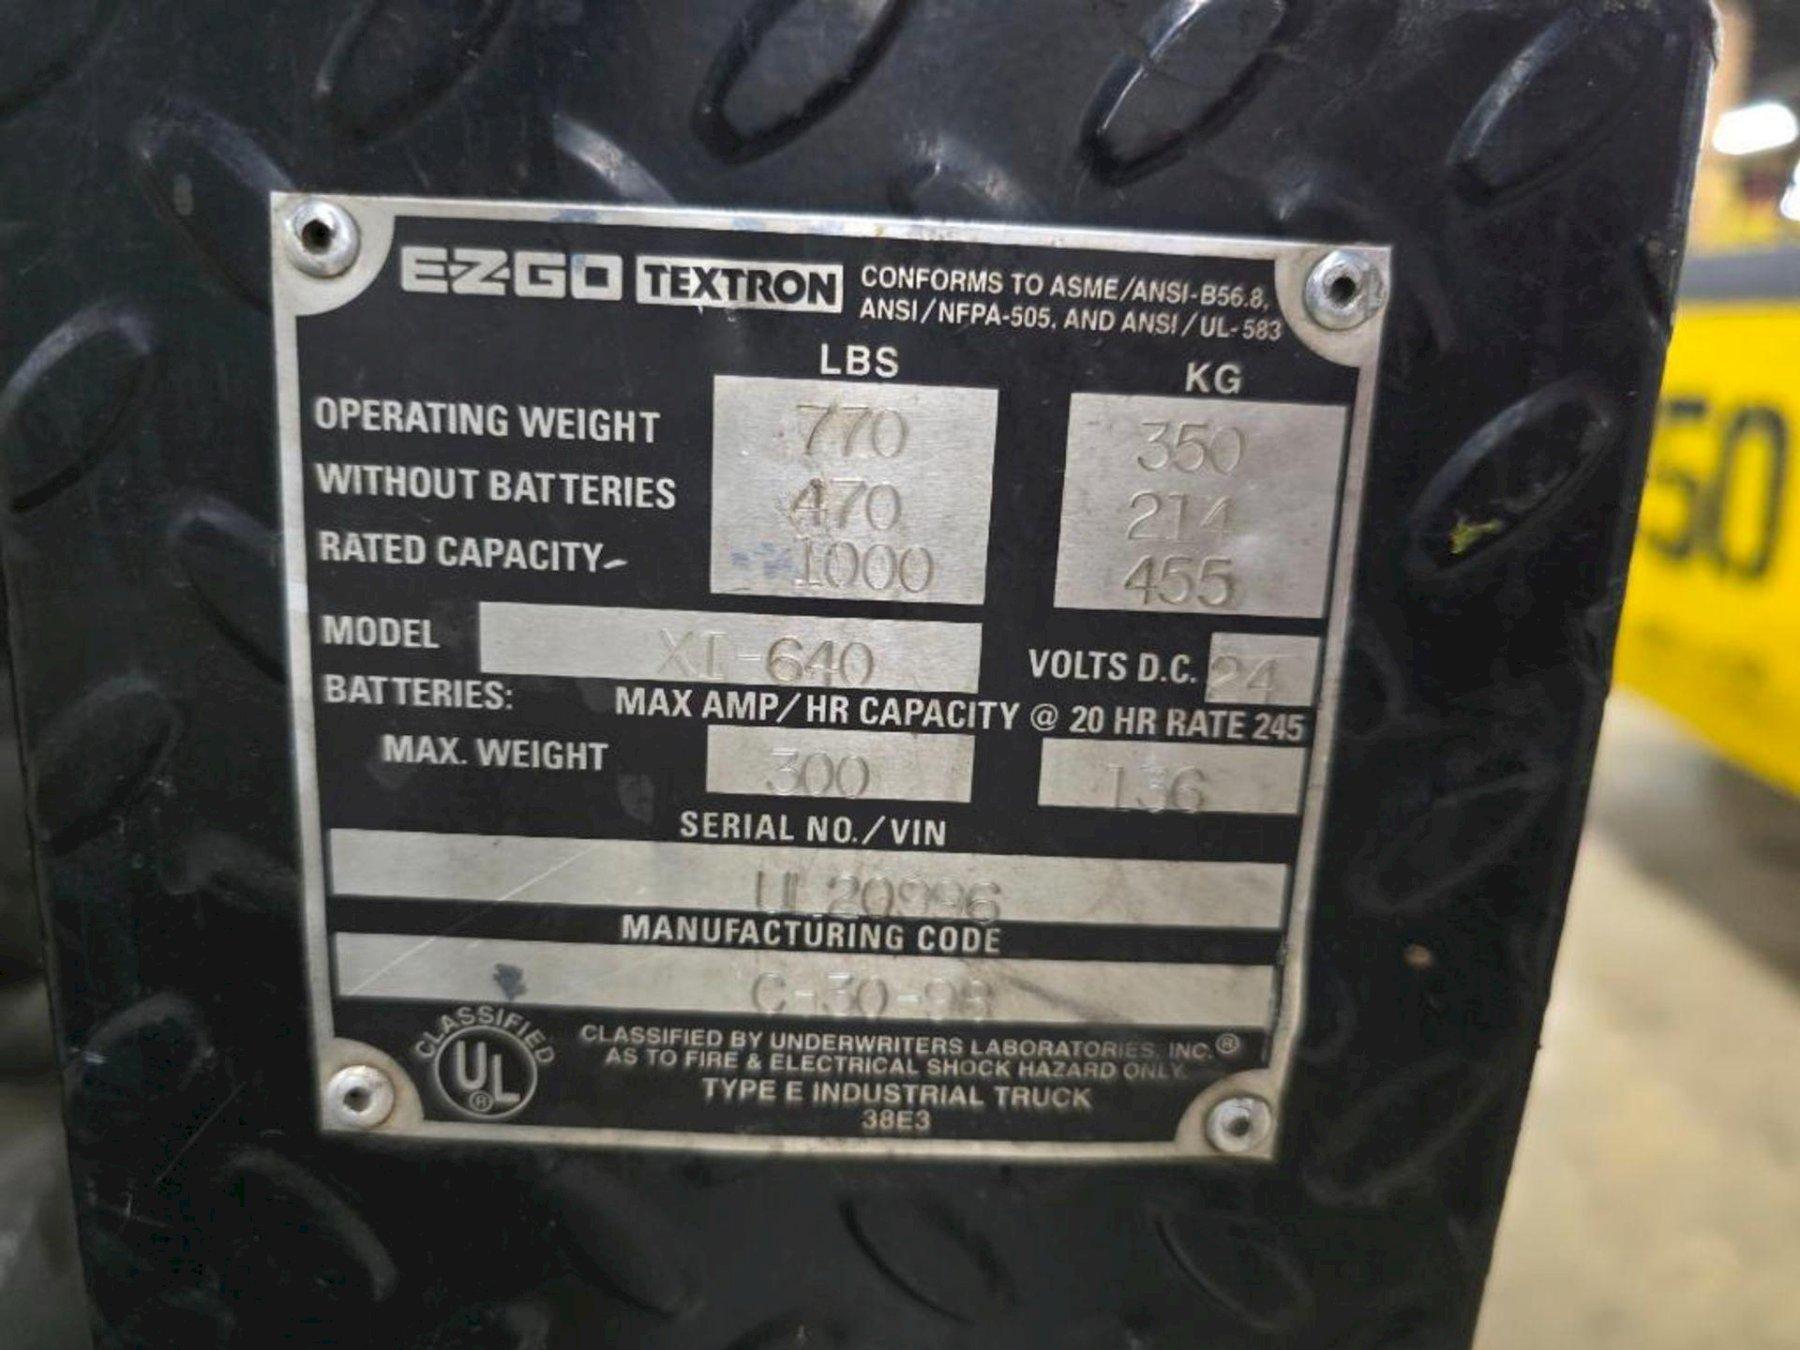 E-Z-GO TEXTRON CONFORMS TO ASME/ANSI-B56.8,
ANSI/NFPA-505, AND ANSI/UL-583
LBS KG
OPERATING WEIGHT 770 350
WITHOUT BATTERIES 470 214
RATED CAPACITY- 1000 455
MODEL XI-640 VOLTS D.C. 24
BATTERIES: MAX AMP/HR CAPACITY @ 20 HR RATE 245
MAX. WEIGHT 300 136
SERIAL NO./VIN
UL 20996
MANUFACTURING CODE
C-30-98
CLASSIFIED
UL
®
CLASSIFIED BY UNDERWRITERS LABORATORIES, INC.®
AS TO FIRE & ELECTRICAL SHOCK HAZARD ONLY.
TYPE E INDUSTRIAL TRUCK
38E3
50